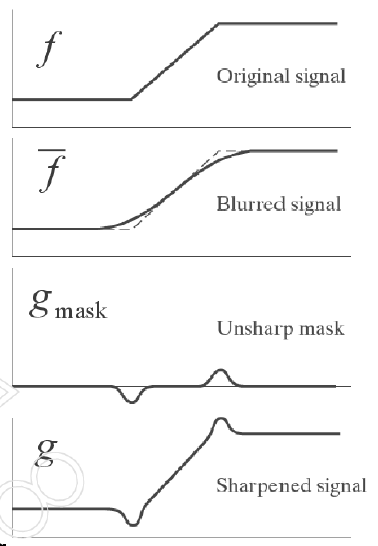 f
Original signal
f̅
Blurred signal
g mask
Unsharp mask
g
Sharpened signal